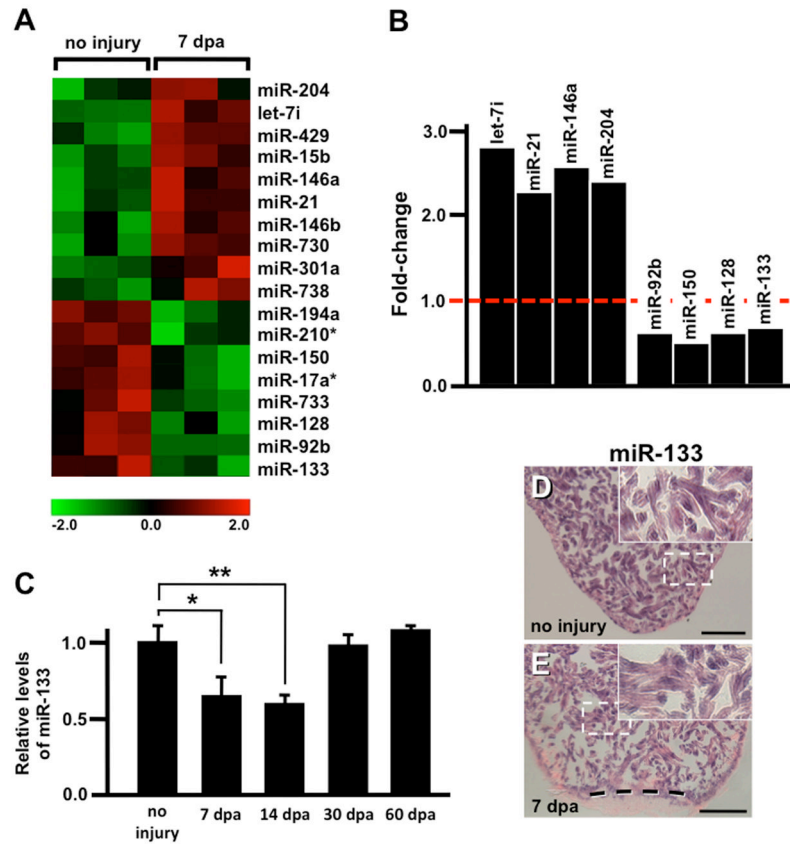 A
no injury
7 dpa
miR-204
let-7i
miR-429
miR-15b
miR-146a
miR-21
miR-146b
miR-730
miR-301a
miR-738
miR-194a
miR-210*
miR-150
miR-17a*
miR-733
miR-128
miR-92b
miR-133
-2.0
0.0
2.0
B
Fold-change
3.0
2.0
1.0
0.0
let-7i
miR-21
miR-146a
miR-204
miR-92b
miR-150
miR-128
miR-133
C
Relative levels
of miR-133
1.0
0.5
0.0
*
**
no
injury
7 dpa
14 dpa
30 dpa
60 dpa
miR-133
D
no injury
E
7 dpa